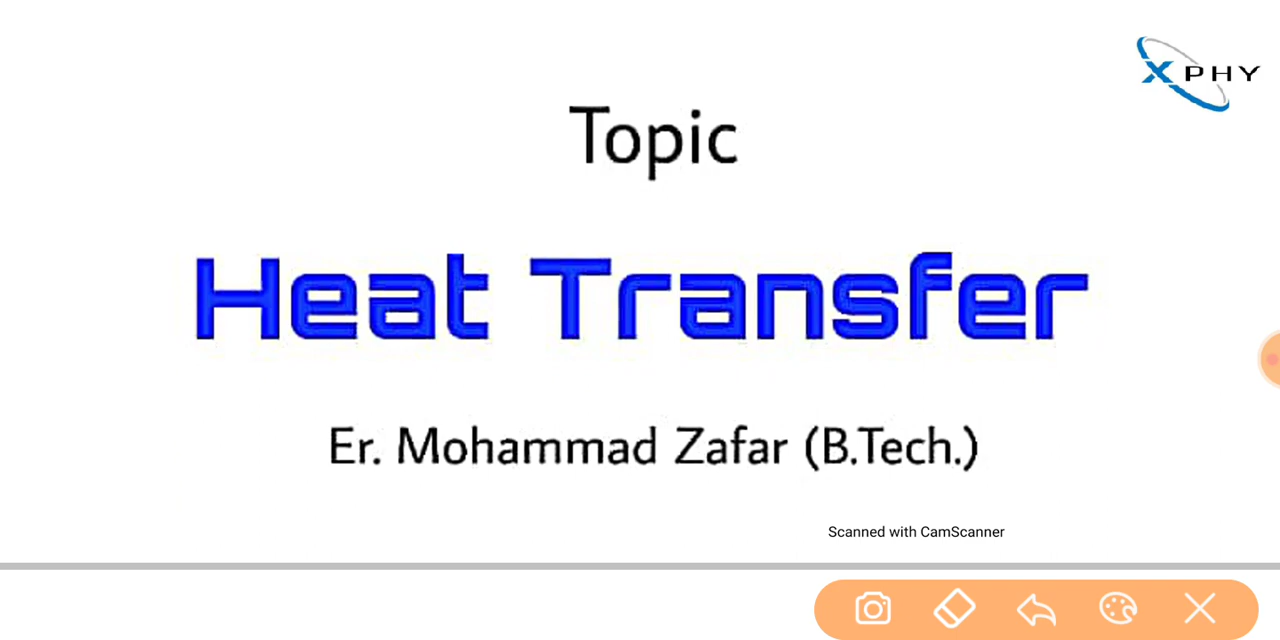 XPHY
Topic
Heat Transfer
Er. Mohammad Zafar (B.Tech.)
Scanned with CamScanner